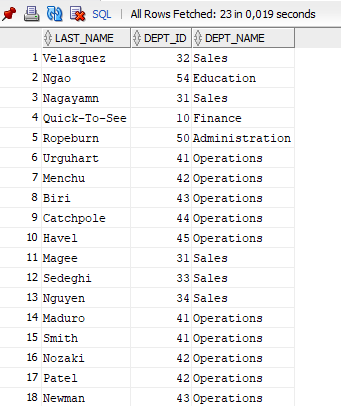 SQL | All Rows Fetched: 23 in 0,019 seconds
LAST_NAME DEPT_ID DEPT_NAME
1 Velasquez 32 Sales
2 Ngao 54 Education
3 Nagayamn 31 Sales
4 Quick-To-See 10 Finance
5 Ropeburn 50 Administration
6 Urguhart 41 Operations
7 Menchu 42 Operations
8 Biri 43 Operations
9 Catchpole 44 Operations
10 Havel 45 Operations
11 Magee 31 Sales
12 Sedeghi 33 Sales
13 Nguyen 34 Sales
14 Maduro 41 Operations
15 Smith 41 Operations
16 Nozaki 42 Operations
17 Patel 42 Operations
18 Newman 43 Operations